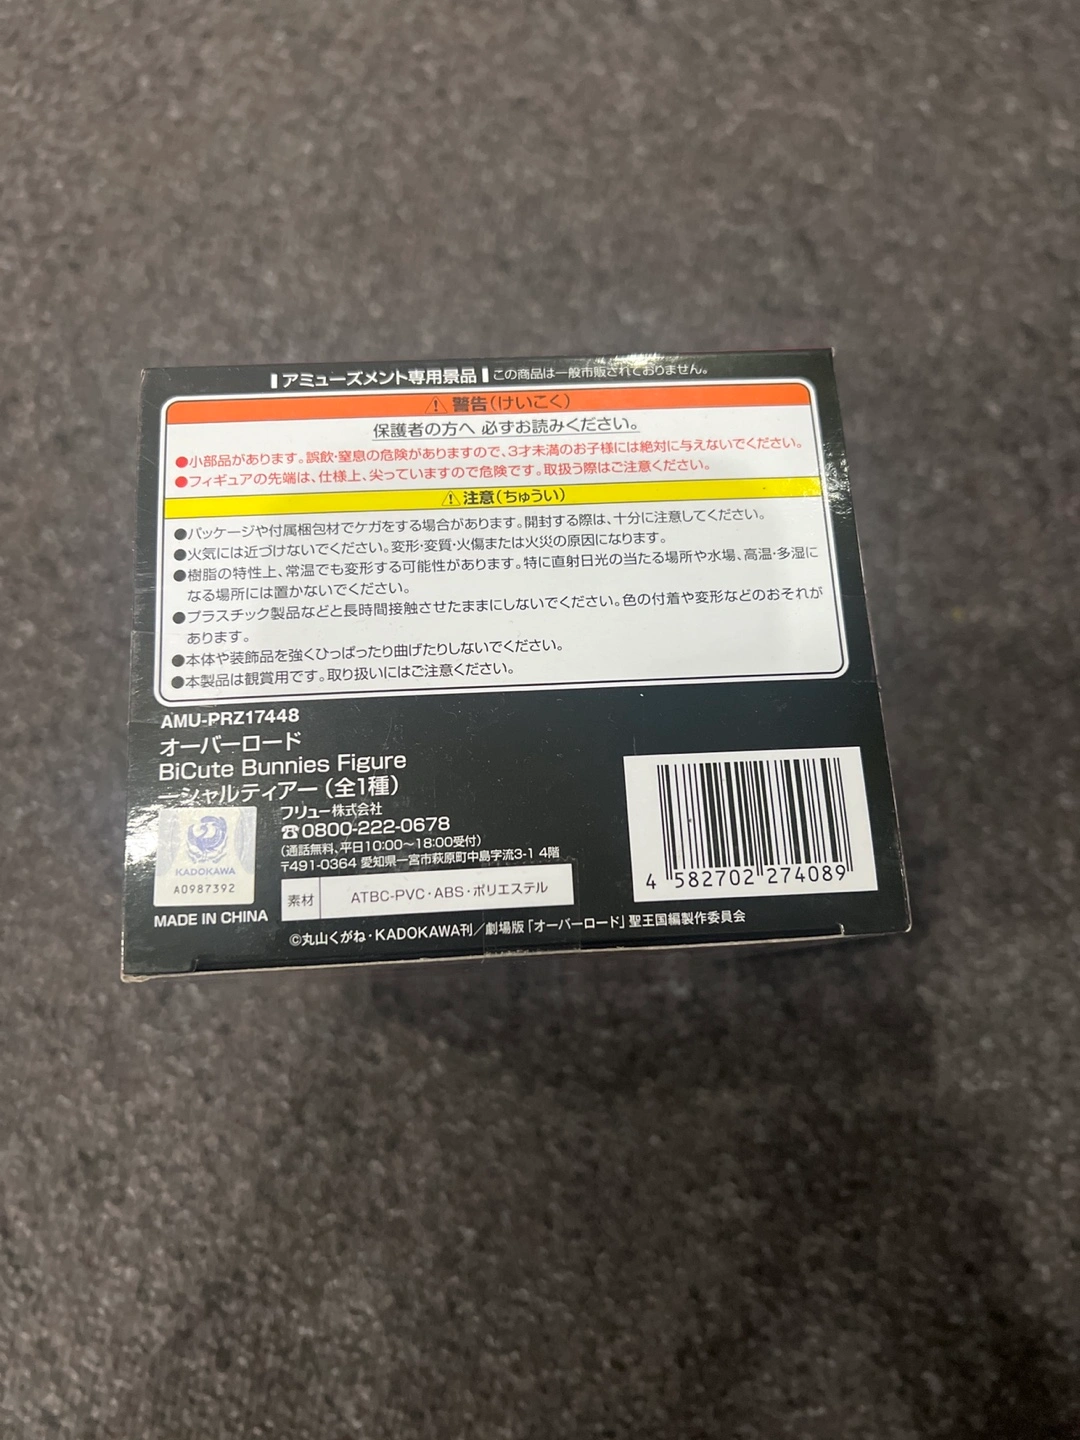 アミューズメント専用景品 この商品は一般市販されておりません。
警告(けいこく)
保護者の方へ 必ずお読みください。
●小部品があります。誤飲・窒息の危険がありますので、3才未満のお子様には絶対に与えないでください。
●フィギュアの先端は、仕様上、尖っていますので危険です。取扱う際はご注意ください。
注意(ちゅうい)
●パッケージや付属梱包材でケガをする場合があります。開封する際は、十分に注意してください。
●火気には近づけないでください。変形・変質・火傷または火災の原因になります。
●樹脂の特性上、常温でも変形する可能性があります。特に直射日光の当たる場所や水場、高温・多湿に
なる場所には置かないでください。
●プラスチック製品などと長時間接触させたままにしないでください。色の付着や変形などのおそれが
あります。
●本体や装飾品を強くひっぱったり曲げたりしないでください。
●本製品は観賞用です。取り扱いにはご注意ください。
AMU-PRZ17448
オーバーロード
BiCute Bunnies Figure
ーシャルティアー(全1種)
フリュー株式会社
☎0800-222-0678
(通話無料、平日10:00〜18:00受付)
〒491-0364 愛知県一宮市萩原町中島字流3-1 4階
KADOKAWA
A0987392
素材 ATBC-PVC・ABS・ポリエステル
MADE IN CHINA
©丸山くがね・KADOKAWA刊/劇場版「オーバーロード」聖王国編製作委員会
4 582702 274089